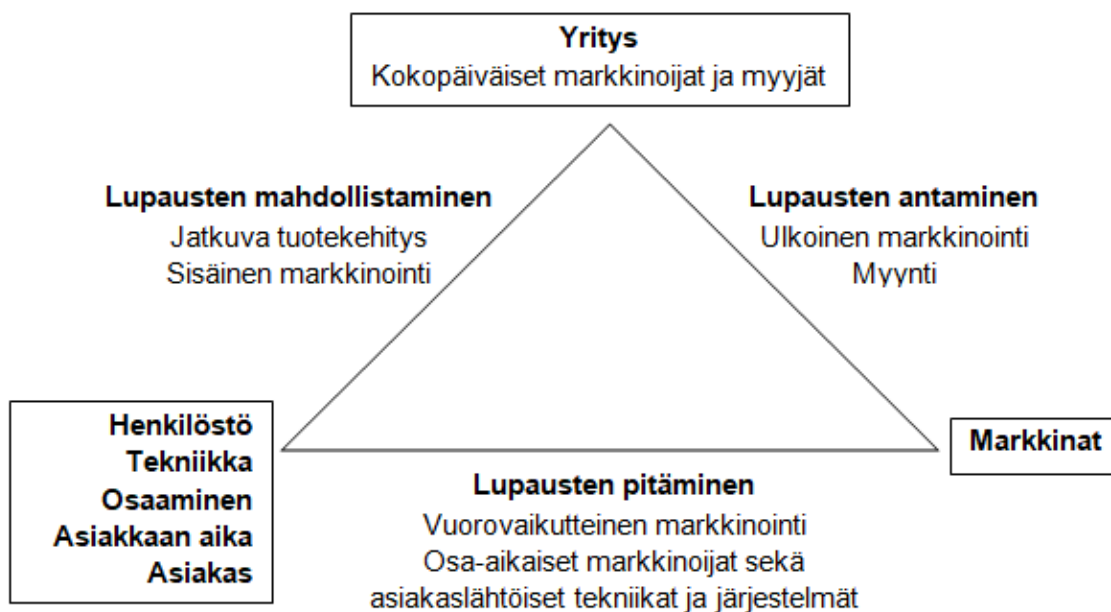 Yritys
Kokopäiväiset markkinoijat ja myyjät
Lupausten mahdollistaminen
Jatkuva tuotekehitys
Sisäinen markkinointi
Lupausten antaminen
Ulkoinen markkinointi
Myynti
Henkilöstö
Tekniikka
Osaaminen
Asiakkaan aika
Asiakas
Markkinat
Lupausten pitäminen
Vuorovaikutteinen markkinointi
Osa-aikaiset markkinoijat sekä
asiakaslähtöiset tekniikat ja järjestelmät